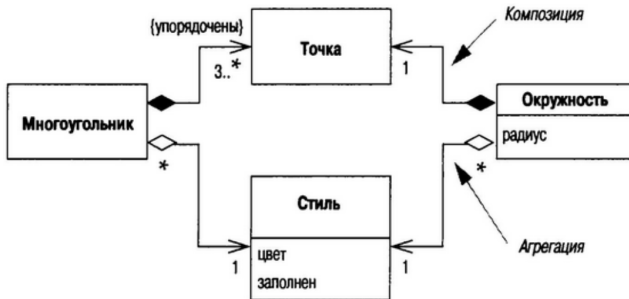 {упорядочены}
Композиция
Точка
3..*
1
Многоугольник
Окружность
радиус
*
*
Стиль
цвет
заполнен
1
1
Агрегация